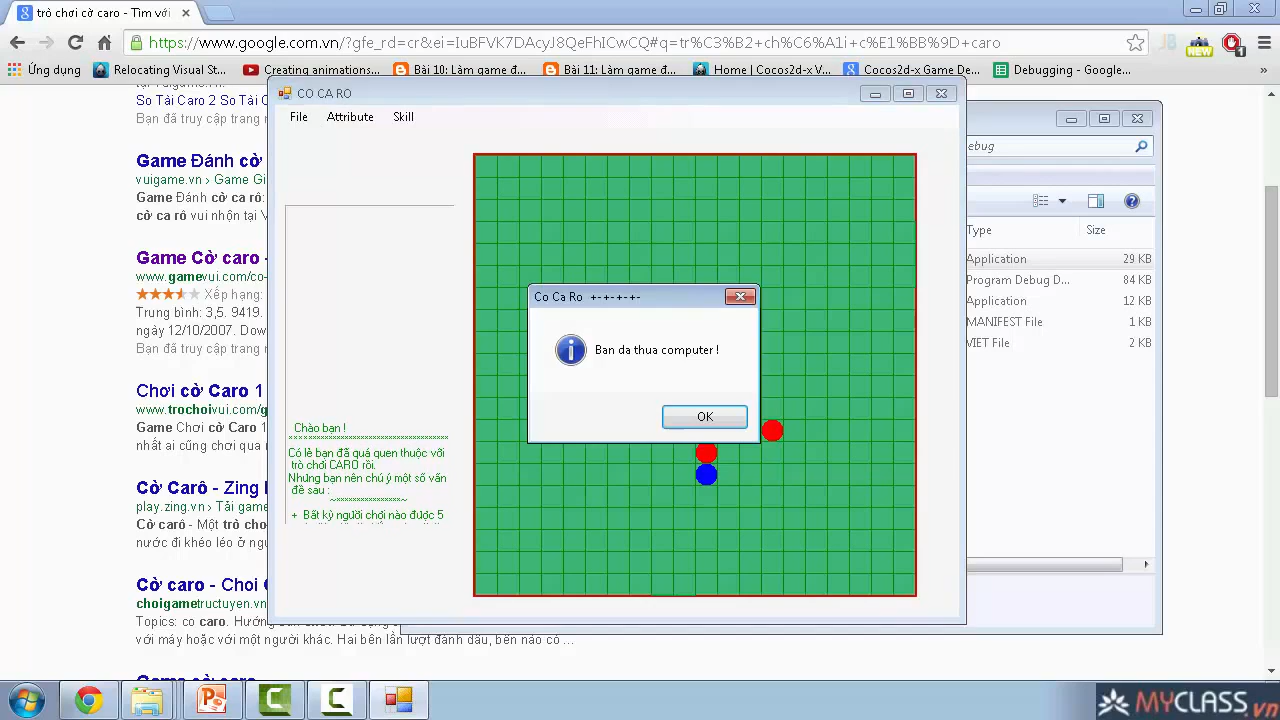 trò chơi cờ caro - Tìm với
https://www.google.com.vn/?gfe_rd=cr&ei=
#q=tr%C3%B2+ch%C6%A1i+c%E1%BB%9D+caro
NEW
1
Ứng dụng
Relocating Visual St...
Creating animations...
Bài 10: Làm game đ...
Bài 11: Làm game đ...
Home | Cocos2d-x V...
Cocos2d-x Game De...
Debugging - Google...
»
So Tài Caro 2 So Tài C
Bạn đã truy cập trang n
Game Đánh cờ
vuigame.vn › Game Gi
Game Đánh cờ ca rô:
cờ ca rô vui nhộn tại V
Game Cờ caro -
www.gamevui.com/co-
Xếp hạng:
Trung bình: 3,5. 9419.
ngày 12/10/2007. Dow
Bạn đã truy cập trang n
Chơi cờ Caro 1
www.trochoivui.com/g
Game Chơi cờ Caro 1
nhất ai cũng chơi qua r
Cờ Carô - Zing
play.zing.vn › Tải game
Cờ carô - Một trò chơ
nước đi khéo léo ở ngu
Cờ caro - Choi G
choigametructuyen.vn
Topics: co caro. Hướng
với máy hoặc với một người khác. Hai bên lần lượt đánh dấu, bên nào có ...
Game cờ caro
CO CA RO
File
Attribute
Skill
Chào bạn !
Có lẽ bạn đã quá quen thuộc với
trò chơi CARO rồi.
Nhưng bạn nên chú ý một số vấn
đề sau :
+ Bất kỳ người chơi nào được 5
Co Ca Ro +-+-+-+-
Ban da thua computer !
OK
ebug
Type
Size
Application
29 KB
Program Debug D...
84 KB
Application
12 KB
MANIFEST File
1 KB
VIET File
2 KB
MYCLASS.vn